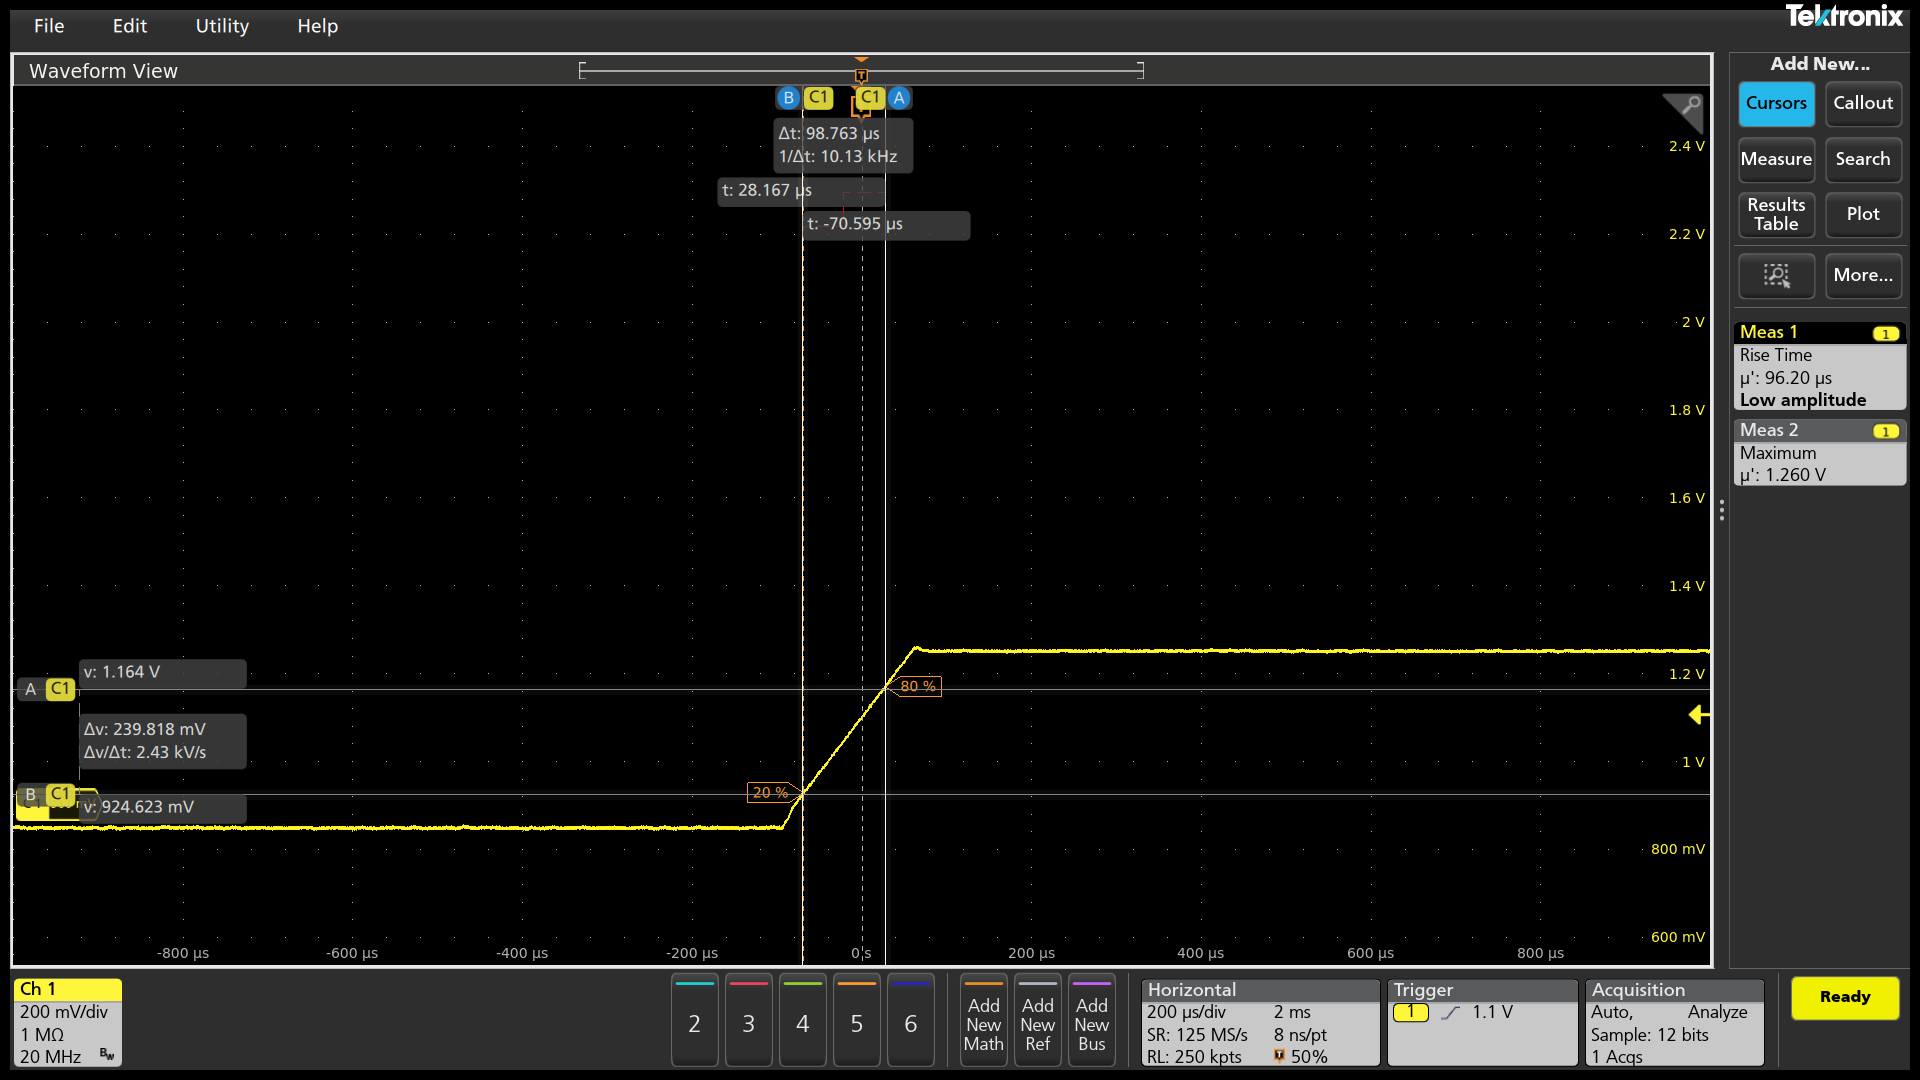 File Edit Utility Help
Tektronix
Waveform View
Add New...
T
B C1 C1 A
Cursors Callout
Δt: 98.763 µs
1/Δt: 10.13 kHz
2.4 V
Measure Search
t: 28.167 µs
t: -70.595 µs
2.2 V
Results Table Plot
More...
2 V
Meas 1 1
Rise Time
µ': 96.20 µs
Low amplitude
1.8 V
Meas 2 1
Maximum
µ': 1.260 V
1.6 V
1.4 V
v: 1.164 V
1.2 V
A C1
80 %
Δv: 239.818 mV
Δv/Δt: 2.43 kV/s
1 V
B C1
20 %
v: 924.623 mV
800 mV
600 mV
-800 µs -600 µs -400 µs -200 µs 0 s 200 µs 400 µs 600 µs 800 µs
Ch 1
200 mV/div
1 MΩ
20 MHz Bw
2 3 4 5 6
Add New Math
Add New Ref
Add New Bus
Horizontal
200 µs/div 2 ms
SR: 125 MS/s 8 ns/pt
RL: 250 kpts T 50%
Trigger
1 1.1 V
Acquisition
Auto, Analyze
Sample: 12 bits
1 Acqs
Ready